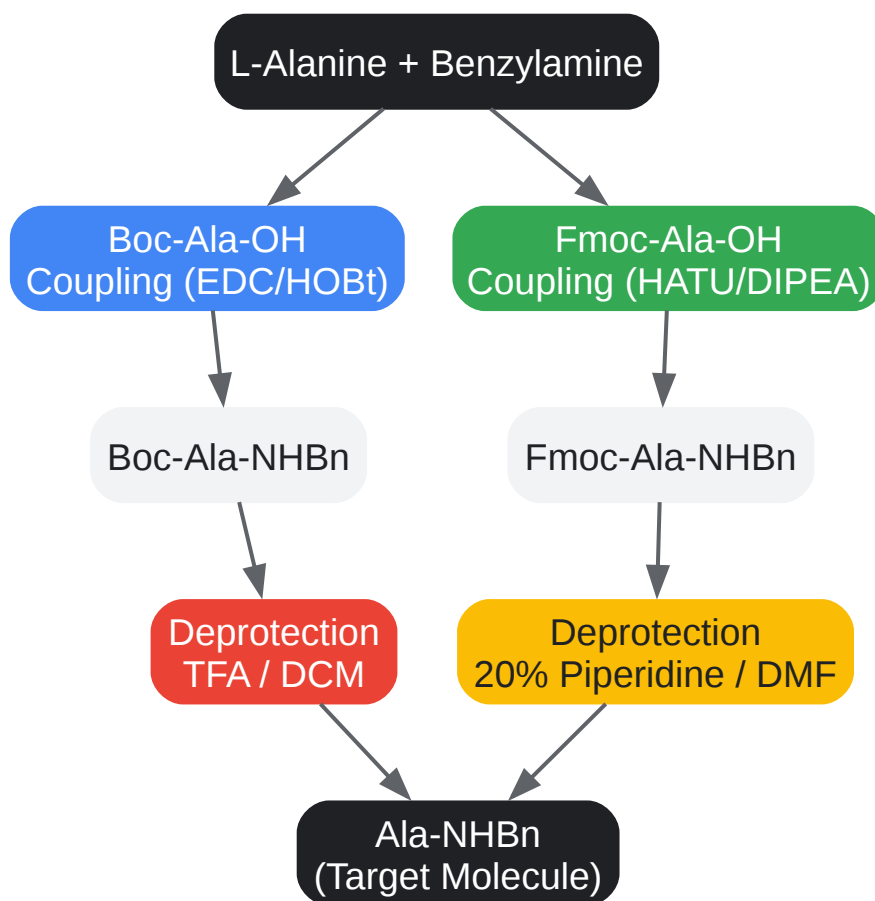 L-Alanine + Benzylamine
Boc-Ala-OH
Coupling (EDC/HOBt)
Fmoc-Ala-OH
Coupling (HATU/DIPEA)
Boc-Ala-NHBn
Fmoc-Ala-NHBn
Deprotection
TFA / DCM
Deprotection
20% Piperidine / DMF
Ala-NHBn
(Target Molecule)